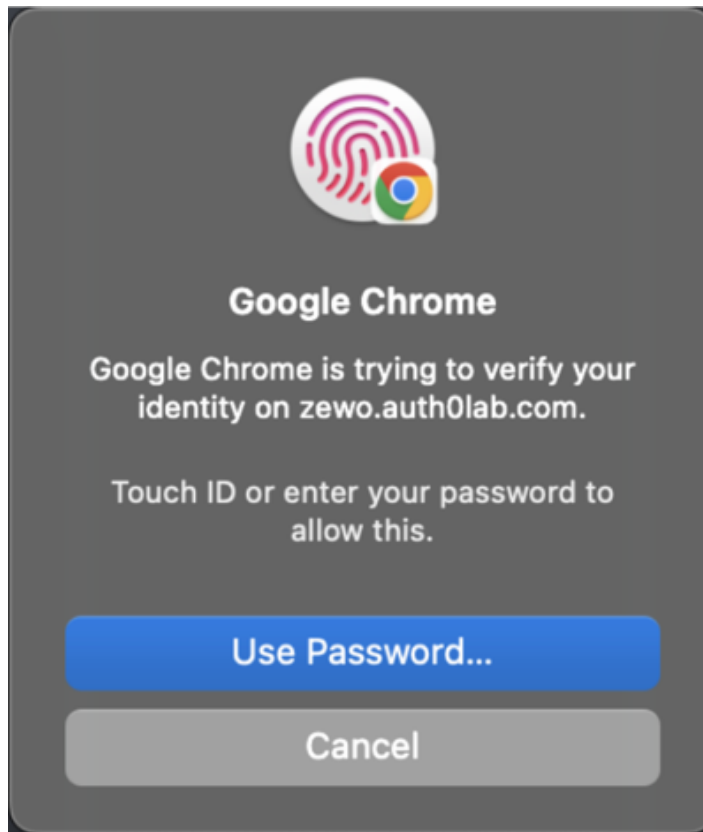 Google Chrome
Google Chrome is trying to verify your
identity on zewo.auth0lab.com.
Touch ID or enter your password to
allow this.
Use Password...
Cancel